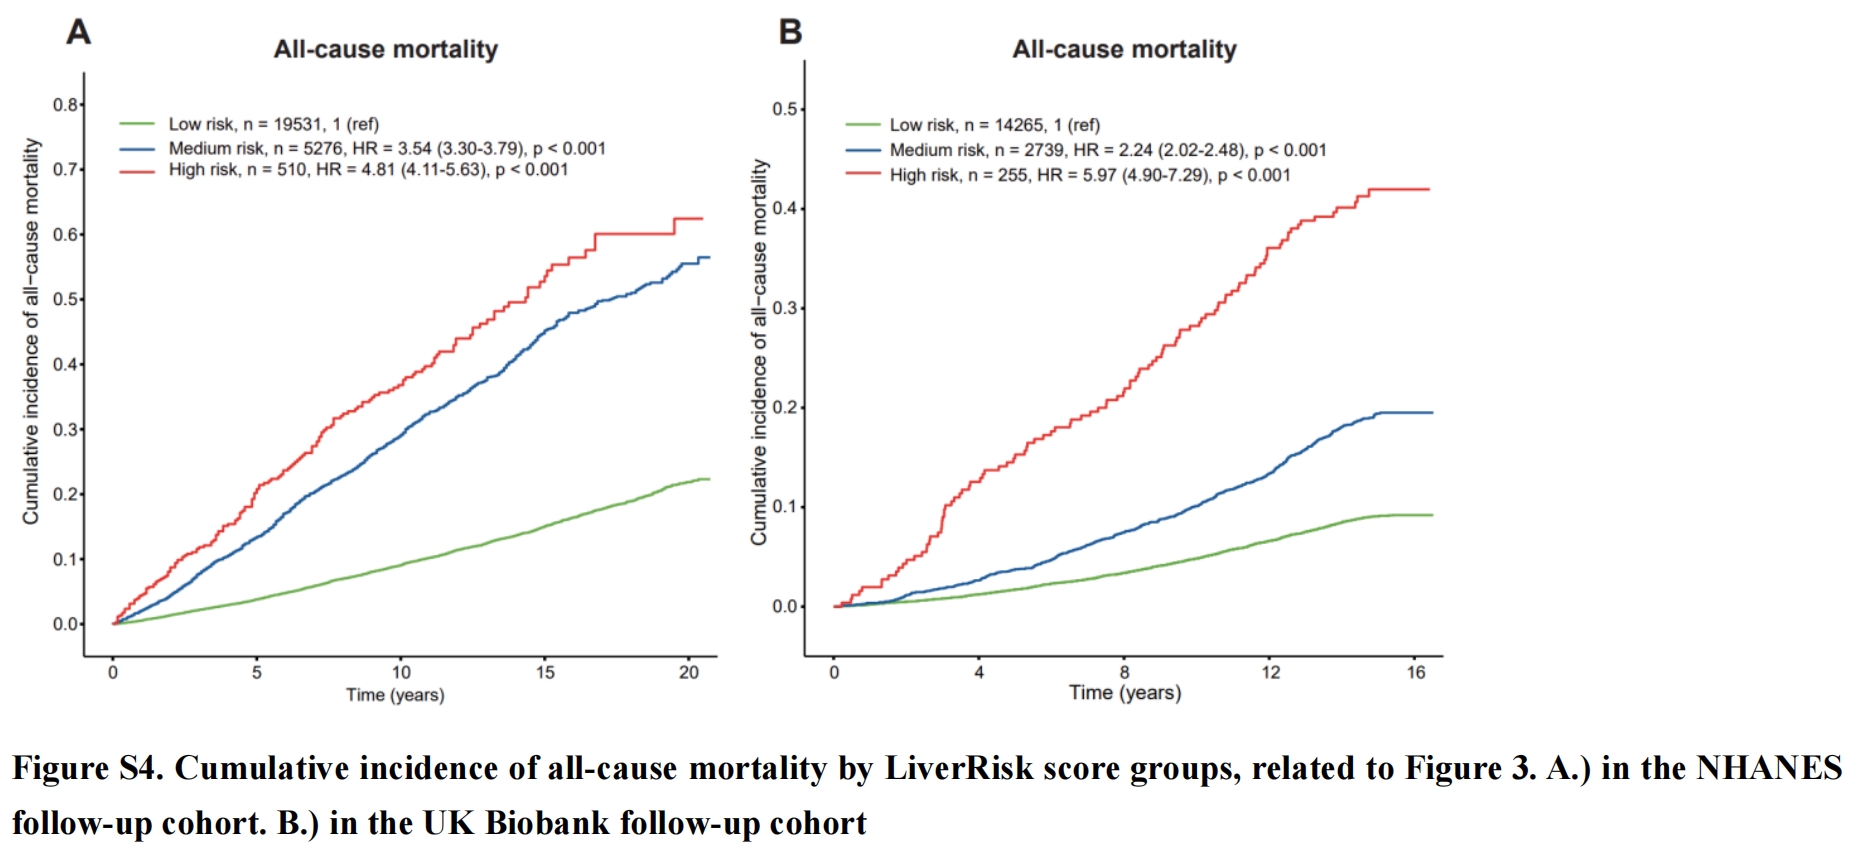 A
All-cause mortality
Cumulative incidence of all−cause mortality
0.8
0.7
0.6
0.5
0.4
0.3
0.2
0.1
0.0
Low risk, n = 19531, 1 (ref)
Medium risk, n = 5276, HR = 3.54 (3.30-3.79), p < 0.001
High risk, n = 510, HR = 4.81 (4.11-5.63), p < 0.001
0 5 10 15 20
Time (years)
B
All-cause mortality
Cumulative incidence of all−cause mortality
0.5
0.4
0.3
0.2
0.1
0.0
Low risk, n = 14265, 1 (ref)
Medium risk, n = 2739, HR = 2.24 (2.02-2.48), p < 0.001
High risk, n = 255, HR = 5.97 (4.90-7.29), p < 0.001
0 4 8 12 16
Time (years)
Figure S4. Cumulative incidence of all-cause mortality by LiverRisk score groups, related to Figure 3. A.) in the NHANES
follow-up cohort. B.) in the UK Biobank follow-up cohort